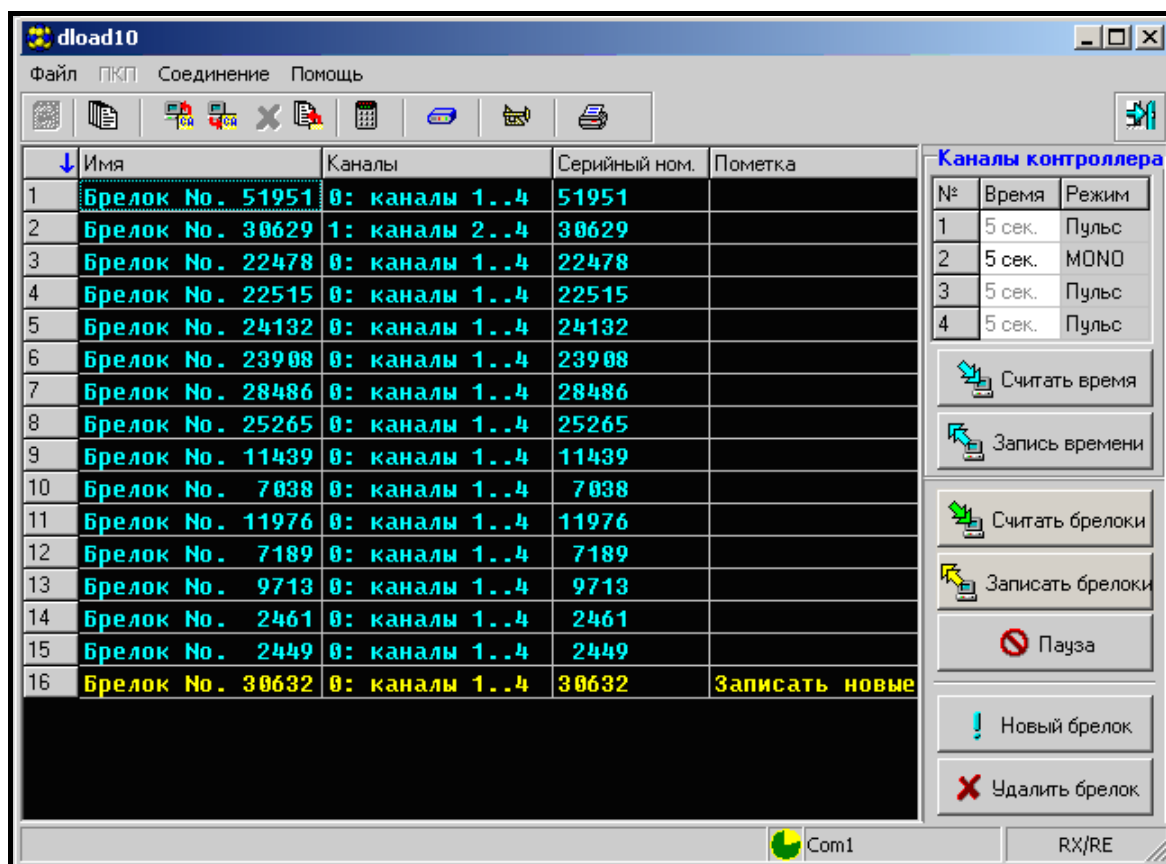 dload10
Файл ПКП Соединение Помощь
Имя Каналы Серийный ном. Пометка
1 Брелок No. 51951 0: каналы 1..4 51951
2 Брелок No. 30629 1: каналы 2..4 30629
3 Брелок No. 22478 0: каналы 1..4 22478
4 Брелок No. 22515 0: каналы 1..4 22515
5 Брелок No. 24132 0: каналы 1..4 24132
6 Брелок No. 23908 0: каналы 1..4 23908
7 Брелок No. 28486 0: каналы 1..4 28486
8 Брелок No. 25265 0: каналы 1..4 25265
9 Брелок No. 11439 0: каналы 1..4 11439
10 Брелок No. 7038 0: каналы 1..4 7038
11 Брелок No. 11976 0: каналы 1..4 11976
12 Брелок No. 7189 0: каналы 1..4 7189
13 Брелок No. 9713 0: каналы 1..4 9713
14 Брелок No. 2461 0: каналы 1..4 2461
15 Брелок No. 2449 0: каналы 1..4 2449
16 Брелок No. 30632 0: каналы 1..4 30632 Записать новые
Каналы контроллера
№ Время Режим
1 5 сек. Пульс
2 5 сек. MONO
3 5 сек. Пульс
4 5 сек. Пульс
Считать время
Запись времени
Считать брелоки
Записать брелоки
Пауза
Новый брелок
Удалить брелок
Com1 RX/RE